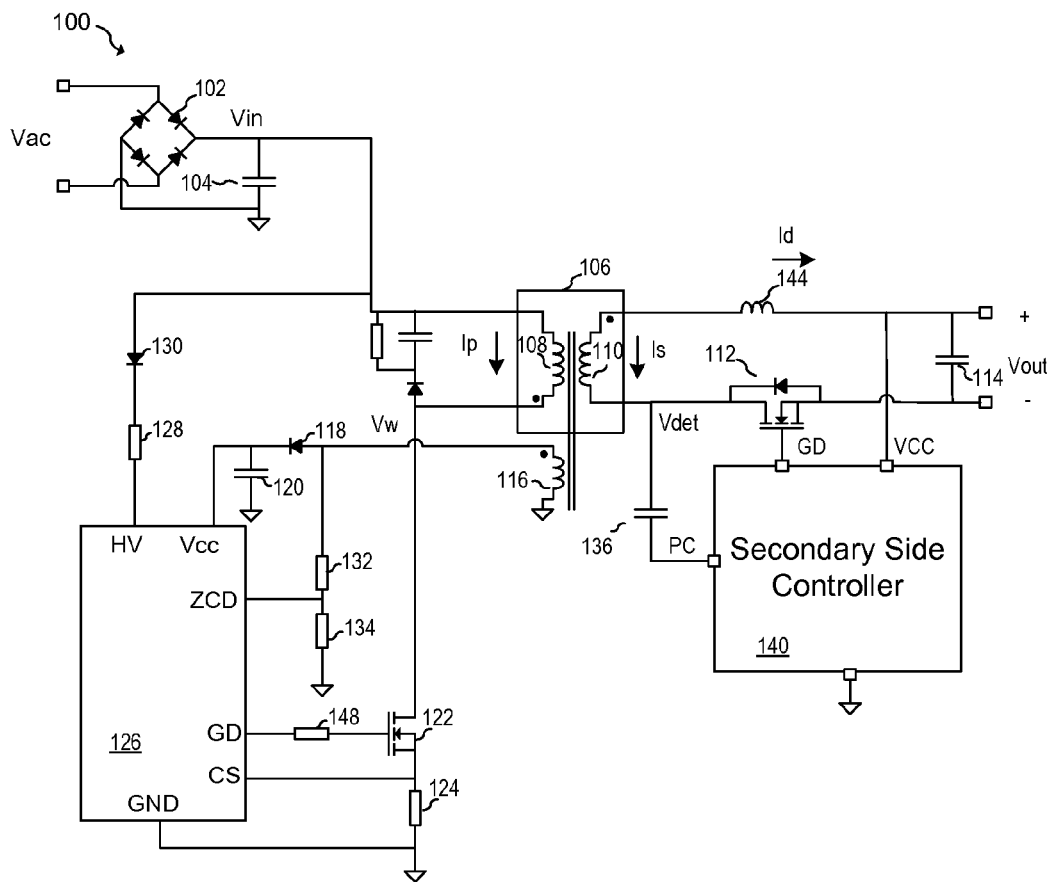 100
102
Vin
Vac
104
Id
144
106
130
Ip
108
110
Is
112
114
Vout
+
-
128
Vw
118
Vdet
GD
VCC
120
116
136
PC
HV
Vcc
132
ZCD
134
Secondary Side
Controller
140
148
122
GD
126
CS
124
GND